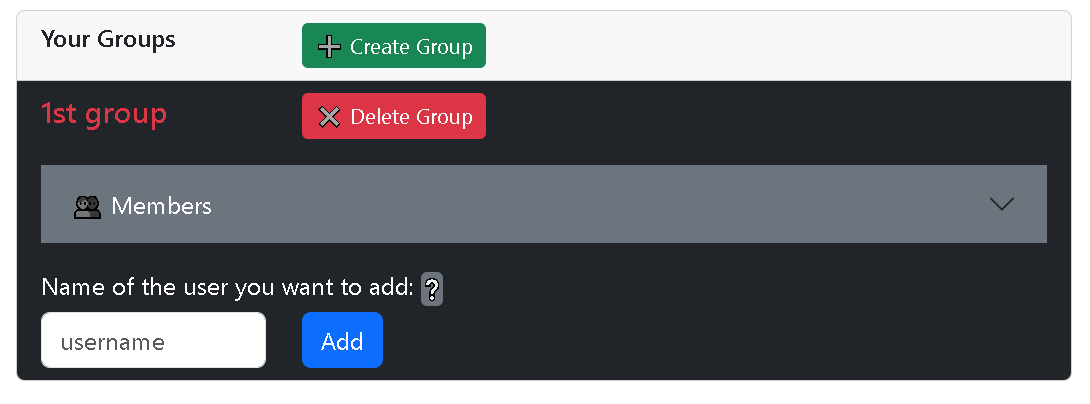 Your Groups
➕ Create Group
1st group
❌ Delete Group
👥 Members
Name of the user you want to add: ?
username
Add